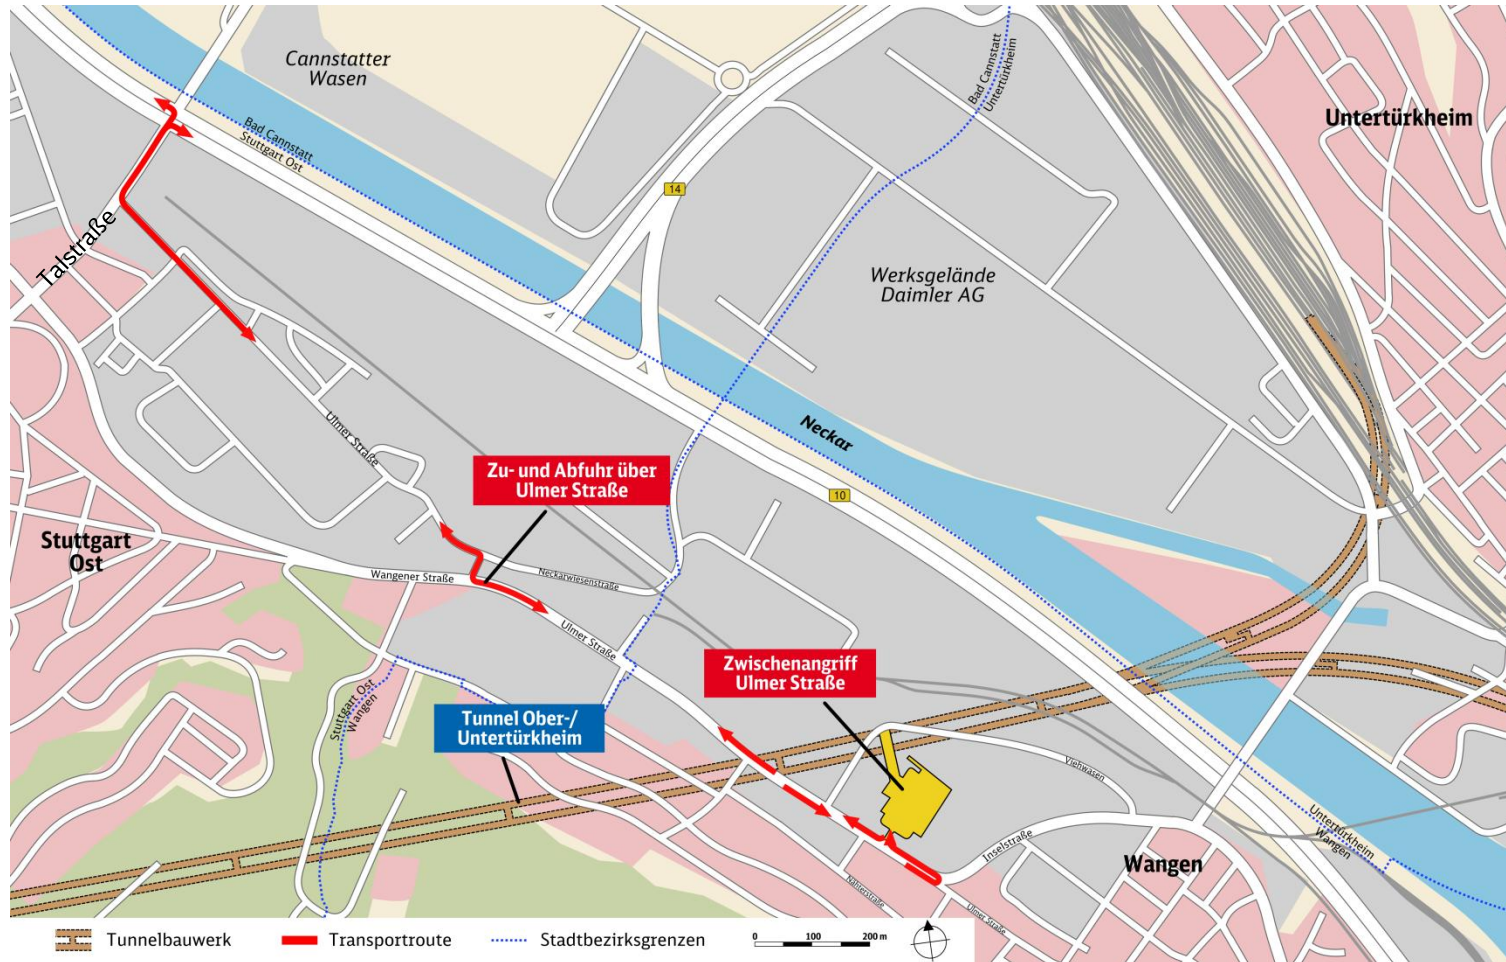 Cannstatter
Wasen
Bad Cannstatt
Untertürkheim
Untertürkheim
Bad Cannstatt
Stuttgart Ost
14
Talstraße
Werksgelände
Daimler AG
Ulmer Straße
Neckar
Zu- und Abfuhr über
Ulmer Straße
10
Stuttgart
Ost
Wangener Straße
Neckarwiesenstraße
Ulmer Straße
Zwischenangriff
Ulmer Straße
Stuttgart Ost
Wangen
Tunnel Ober-/
Untertürkheim
Viehwasen
Untertürkheim
Wangen
Inselstraße
Wangen
Nähterstraße
Ulmer Straße
Tunnelbauwerk
Transportroute
Stadtbezirksgrenzen
0 100 200 m